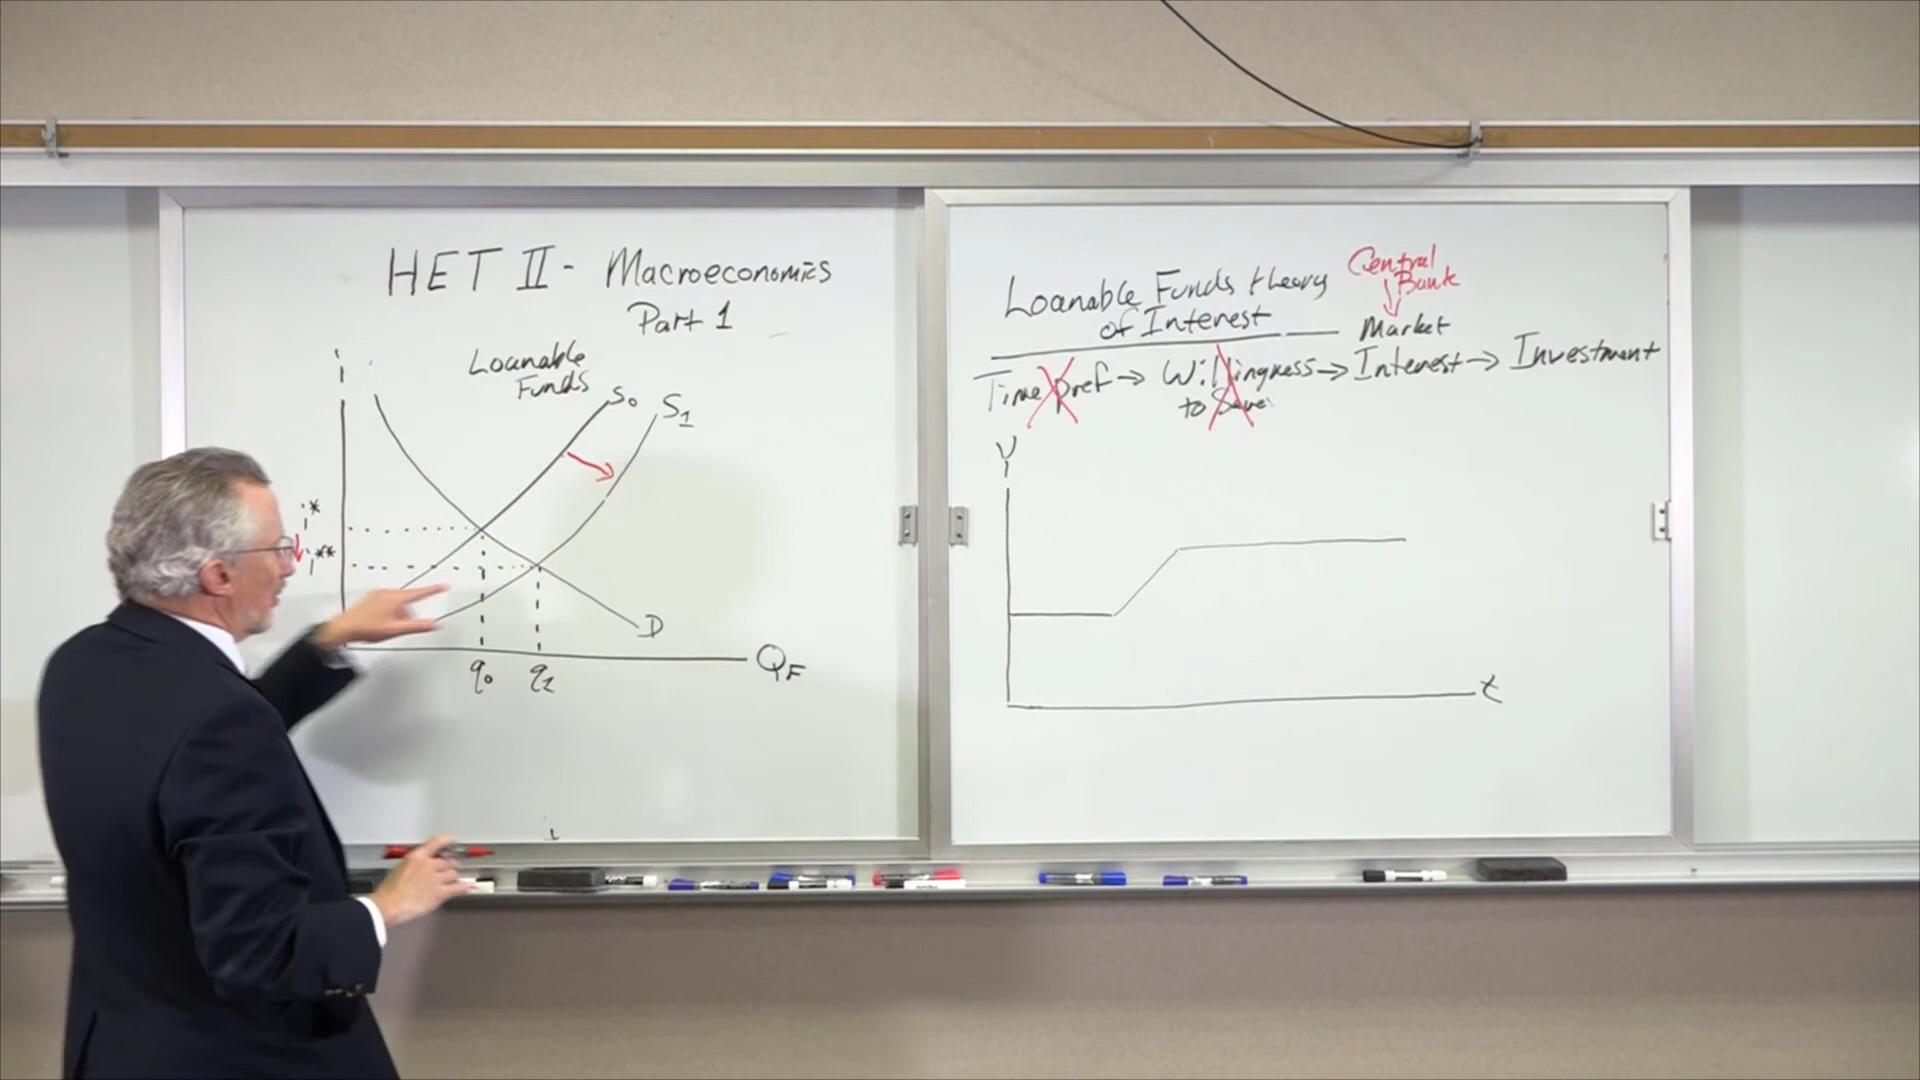 HET II - Macroeconomics
Part 1
Loanable
Funds
i
S0
S1
i*
i**
D
q0
q1
QF
Loanable Funds theory
of Interest
Central
Bank
Market
Time Pref → Willingness → Interest → Investment
to Save
Y
t